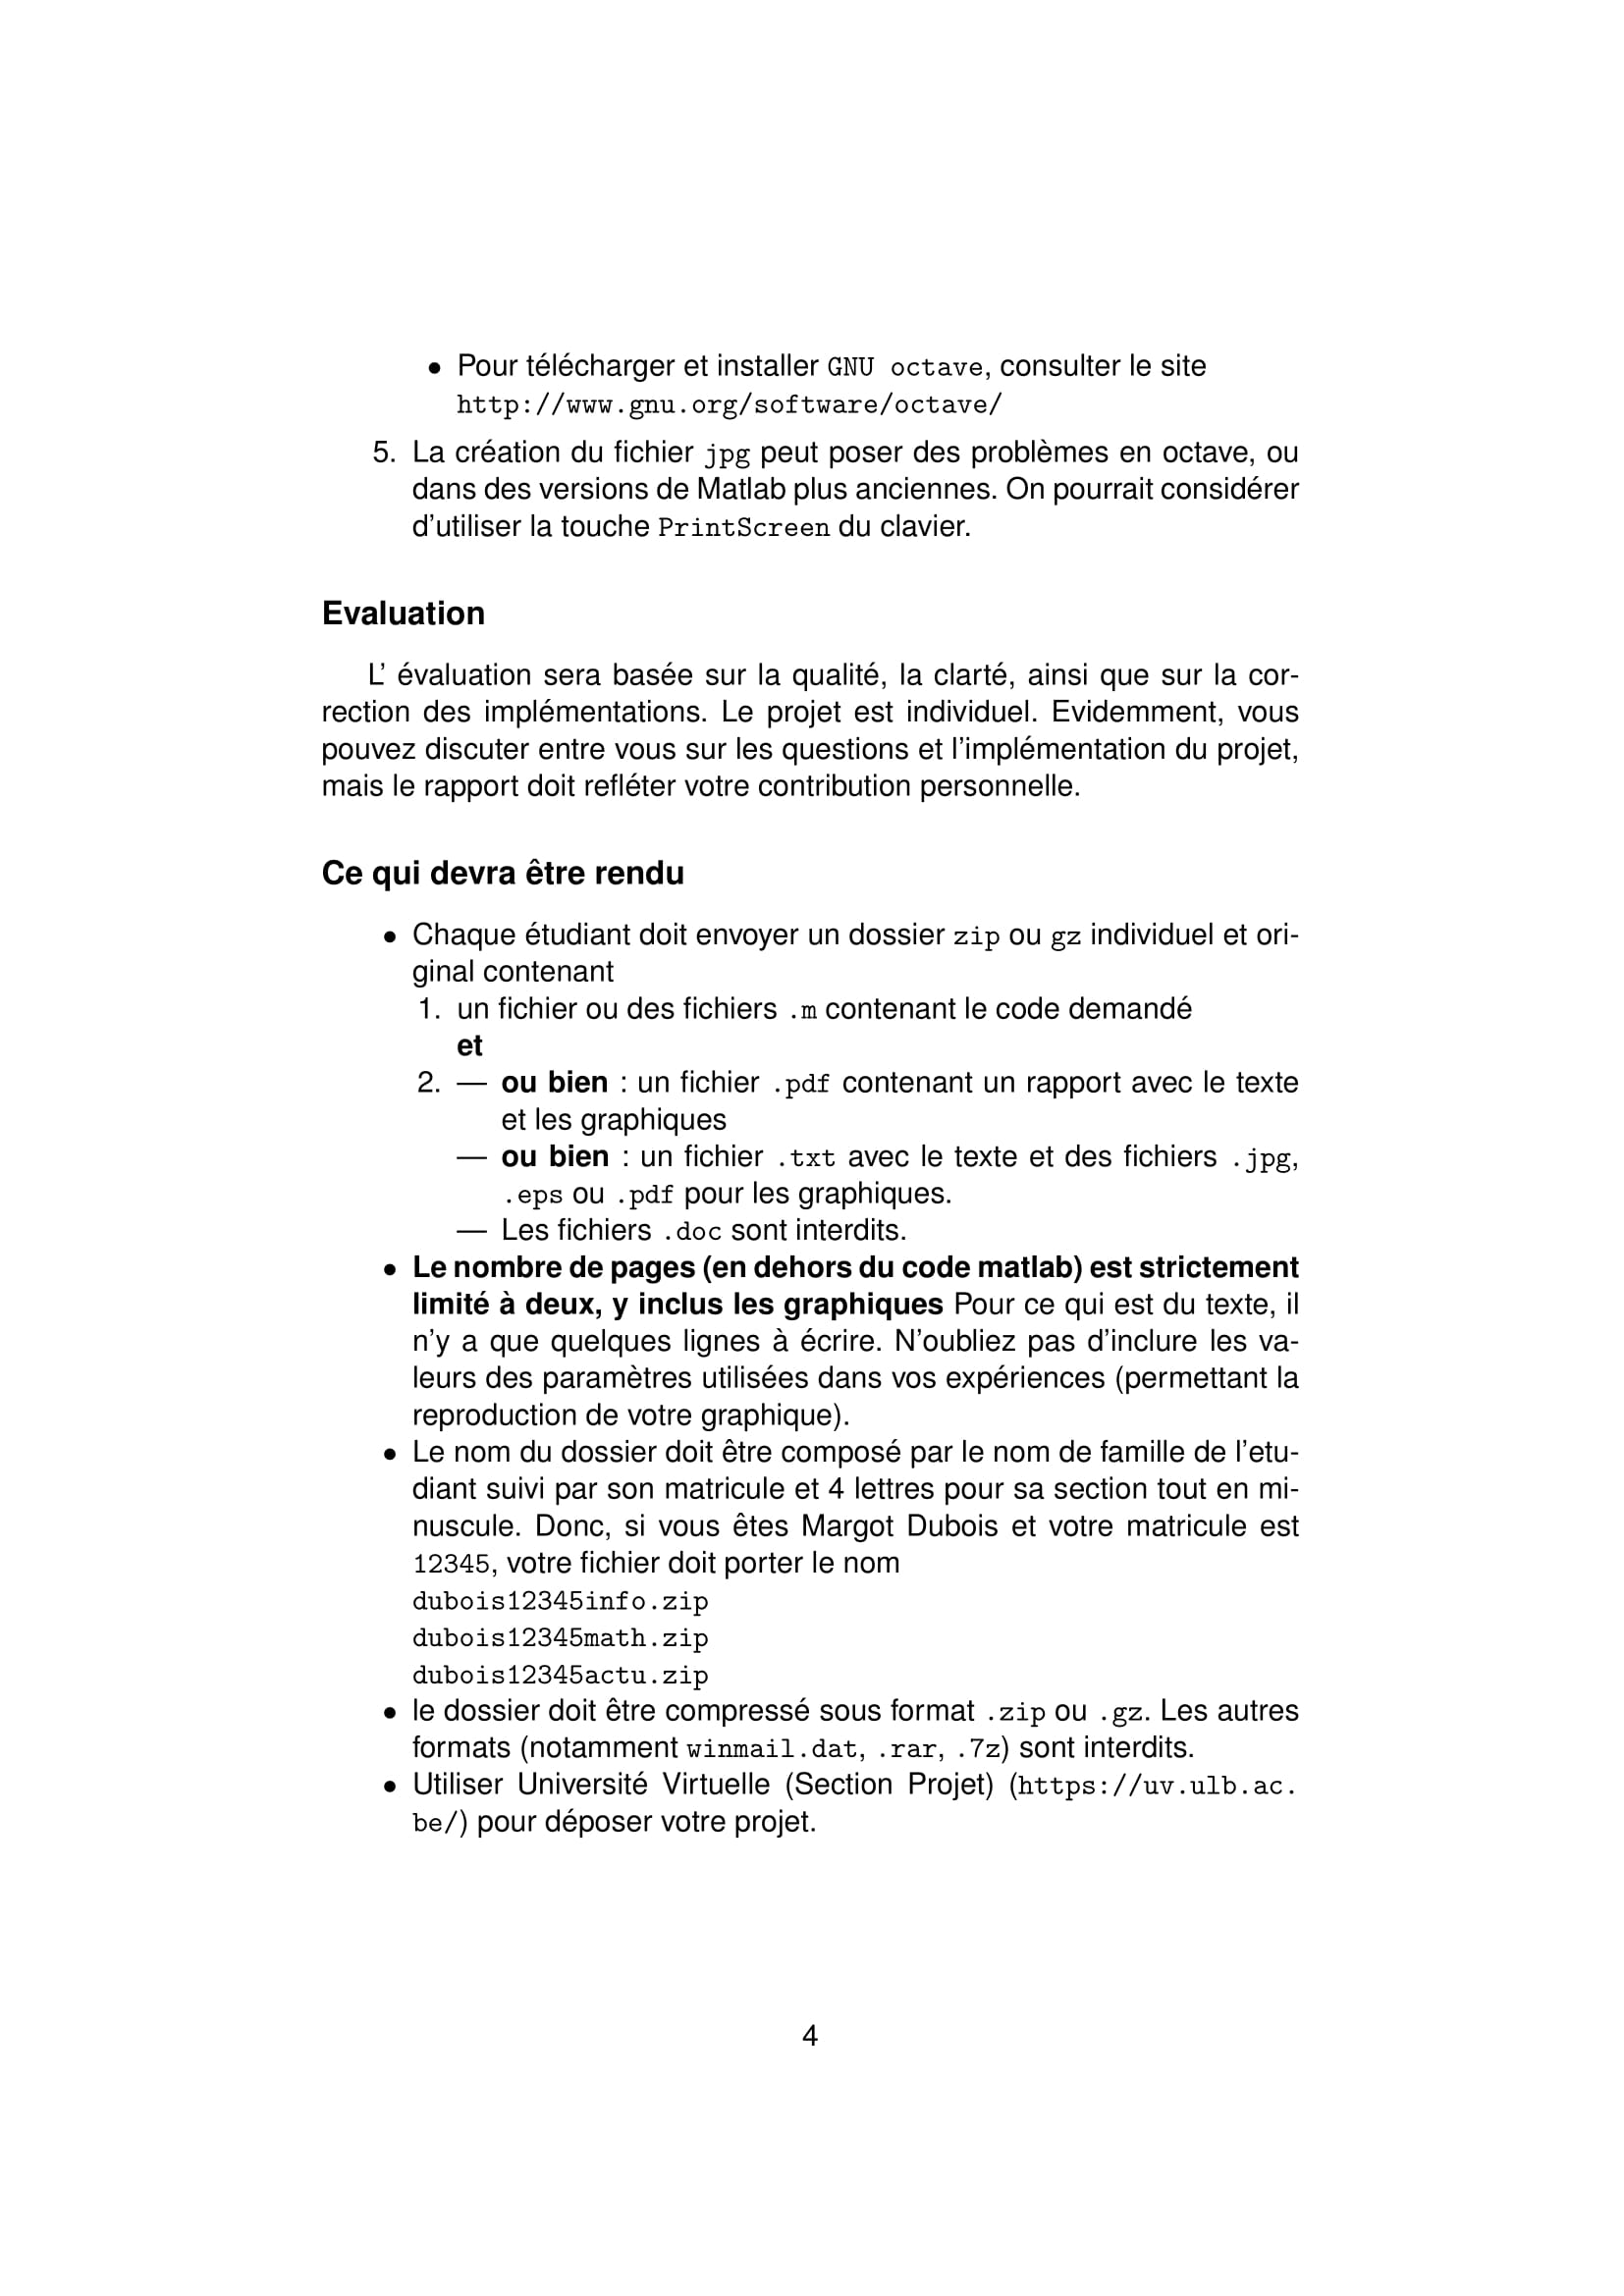 • Pour télécharger et installer GNU octave, consulter le site
http://www.gnu.org/software/octave/
5. La création du fichier jpg peut poser des problèmes en octave, ou
dans des versions de Matlab plus anciennes. On pourrait considérer
d'utiliser la touche PrintScreen du clavier.
Evaluation
L' évaluation sera basée sur la qualité, la clarté, ainsi que sur la cor-
rection des implémentations. Le projet est individuel. Evidemment, vous
pouvez discuter entre vous sur les questions et l'implémentation du projet,
mais le rapport doit refléter votre contribution personnelle.
Ce qui devra être rendu
• Chaque étudiant doit envoyer un dossier zip ou gz individuel et ori-
ginal contenant
1. un fichier ou des fichiers .m contenant le code demandé
et
2. — ou bien : un fichier .pdf contenant un rapport avec le texte
et les graphiques
— ou bien : un fichier .txt avec le texte et des fichiers .jpg,
.eps ou .pdf pour les graphiques.
— Les fichiers .doc sont interdits.
• Le nombre de pages (en dehors du code matlab) est strictement
limité à deux, y inclus les graphiques Pour ce qui est du texte, il
n'y a que quelques lignes à écrire. N'oubliez pas d'inclure les va-
leurs des paramètres utilisées dans vos expériences (permettant la
reproduction de votre graphique).
• Le nom du dossier doit être composé par le nom de famille de l'etu-
diant suivi par son matricule et 4 lettres pour sa section tout en mi-
nuscule. Donc, si vous êtes Margot Dubois et votre matricule est
12345, votre fichier doit porter le nom
dubois12345info.zip
dubois12345math.zip
dubois12345actu.zip
• le dossier doit être compressé sous format .zip ou .gz. Les autres
formats (notamment winmail.dat, .rar, .7z) sont interdits.
• Utiliser Université Virtuelle (Section Projet) (https://uv.ulb.ac.
be/) pour déposer votre projet.
4